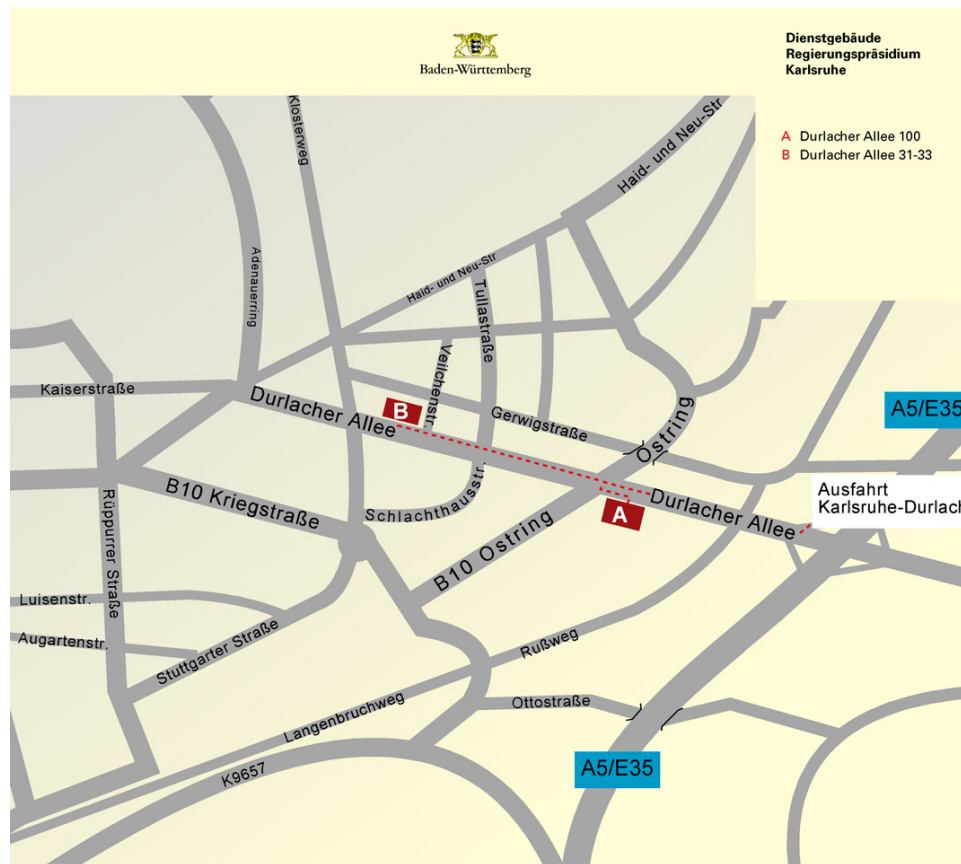 Baden-Württemberg
Dienstgebäude
Regierungspräsidium
Karlsruhe
A Durlacher Allee 100
B Durlacher Allee 31-33
Klosterweg
Haid- und Neu-Str
Adenauerring
Haid- und Neu-Str
Tullastraße
Veilchenstr.
Kaiserstraße
Durlacher Allee
B
Gerwigstraße
Ostring
A5/E35
B10 Kriegstraße
Schlachthausstr.
A
Durlacher Allee
Ausfahrt
Karlsruhe-Durlach
Rüppurrer Straße
B10 Ostring
Luisenstr.
Augartenstr.
Stuttgarter Straße
Rußweg
Langenbruchweg
Ottostraße
K9657
A5/E35